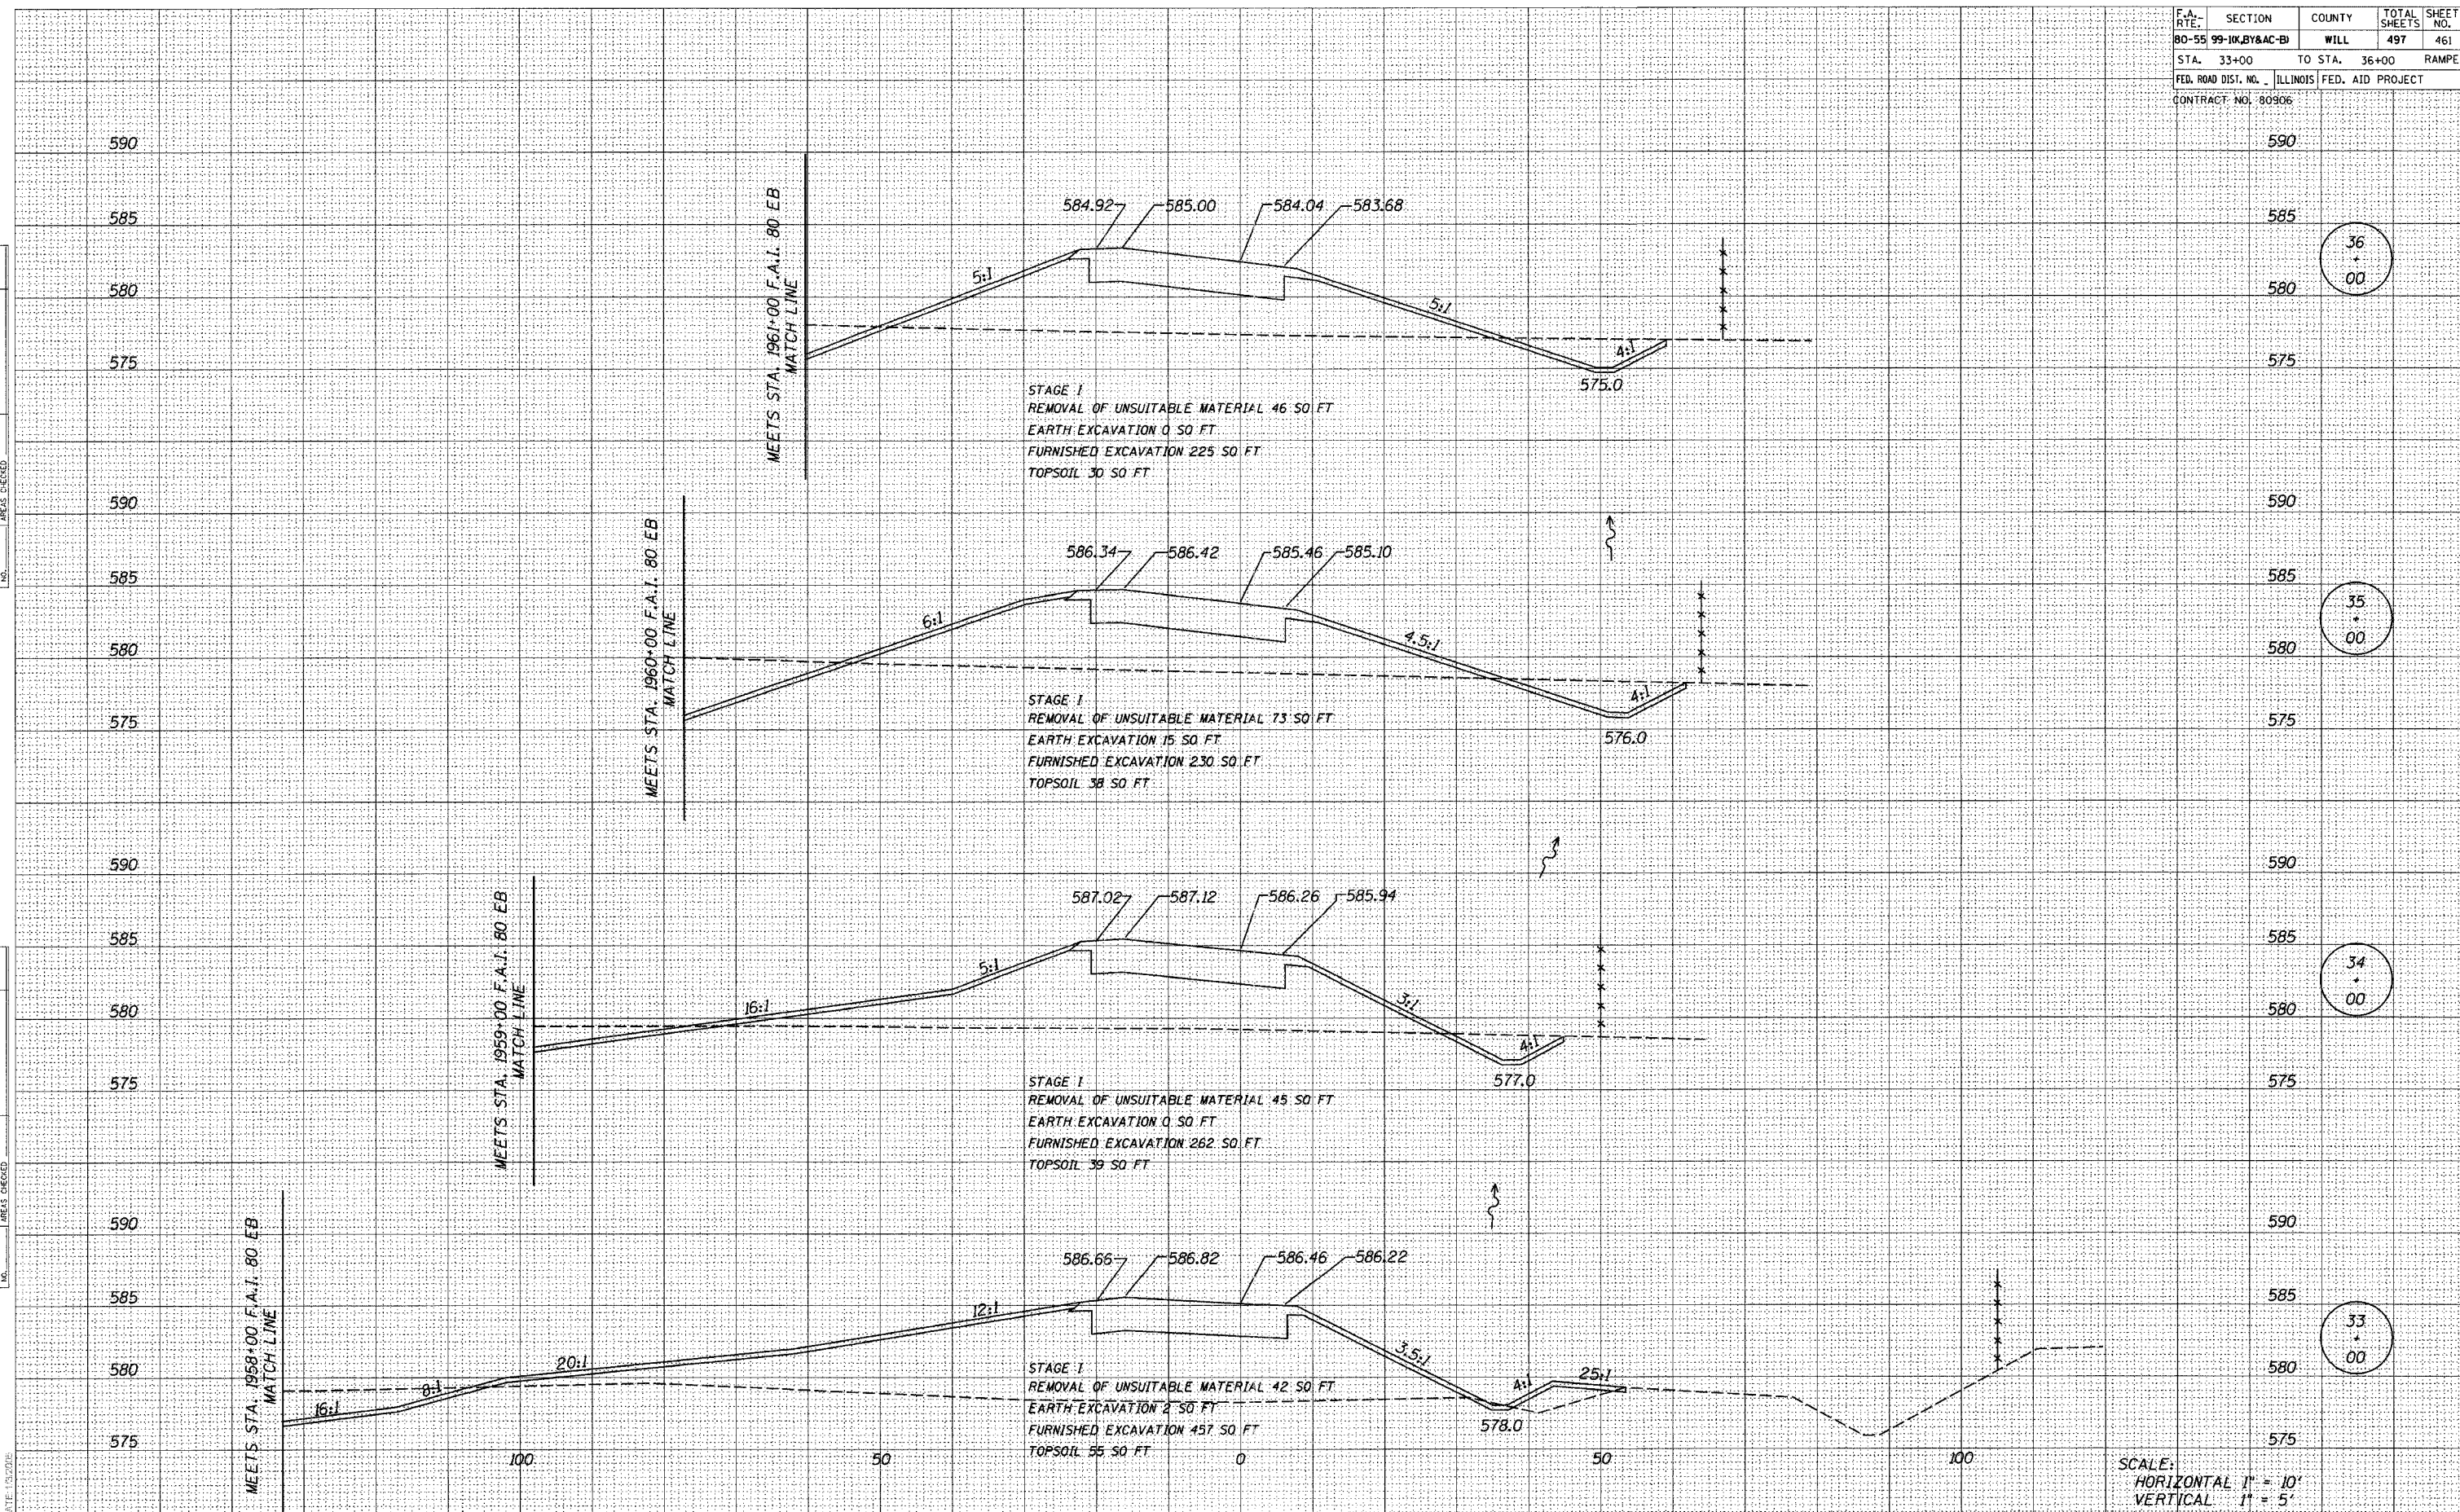 F.A._ RTE. SECTION COUNTY TOTAL SHEETS SHEET NO.
80-55 99-1(K,BY&AC-B) WILL 497 461
STA. 33+00 TO STA. 36+00 RAMPE
FED. ROAD DIST. NO. _ ILLINOIS FED. AID PROJECT
CONTRACT NO. 80906
590 590
585 585
580 580
575 575
MEETS STA. 1961+00 F.A.I. 80 EB
MATCH LINE
584.92 585.00 584.04 583.68
5:1 5:1 4:1
575.0
36
+
00
STAGE I
REMOVAL OF UNSUITABLE MATERIAL 46 SQ FT
EARTH EXCAVATION 0 SQ FT
FURNISHED EXCAVATION 225 SQ FT
TOPSOIL 30 SQ FT
590 590
585 585
580 580
575 575
MEETS STA. 1960+00 F.A.I. 80 EB
MATCH LINE
586.34 586.42 585.46 585.10
6:1 4.5:1 4:1
576.0
35
+
00
STAGE I
REMOVAL OF UNSUITABLE MATERIAL 73 SQ FT
EARTH EXCAVATION 15 SQ FT
FURNISHED EXCAVATION 230 SQ FT
TOPSOIL 38 SQ FT
590 590
585 585
580 580
575 575
MEETS STA. 1959+00 F.A.I. 80 EB
MATCH LINE
587.02 587.12 586.26 585.94
16:1 5:1 3:1 4:1
577.0
34
+
00
STAGE I
REMOVAL OF UNSUITABLE MATERIAL 45 SQ FT
EARTH EXCAVATION 0 SQ FT
FURNISHED EXCAVATION 262 SQ FT
TOPSOIL 39 SQ FT
590 590
585 585
580 580
575 575
MEETS STA. 1958+00 F.A.I. 80 EB
MATCH LINE
586.66 586.82 586.46 586.22
16:1 8:1 20:1 12:1 3.5:1 4:1 25:1
578.0
33
+
00
STAGE I
REMOVAL OF UNSUITABLE MATERIAL 42 SQ FT
EARTH EXCAVATION 2 SQ FT
FURNISHED EXCAVATION 457 SQ FT
TOPSOIL 55 SQ FT
100 50 0 50 100
SCALE:
HORIZONTAL 1" = 10'
VERTICAL 1" = 5'
NO.
AREAS CHECKED
NO.
AREAS CHECKED